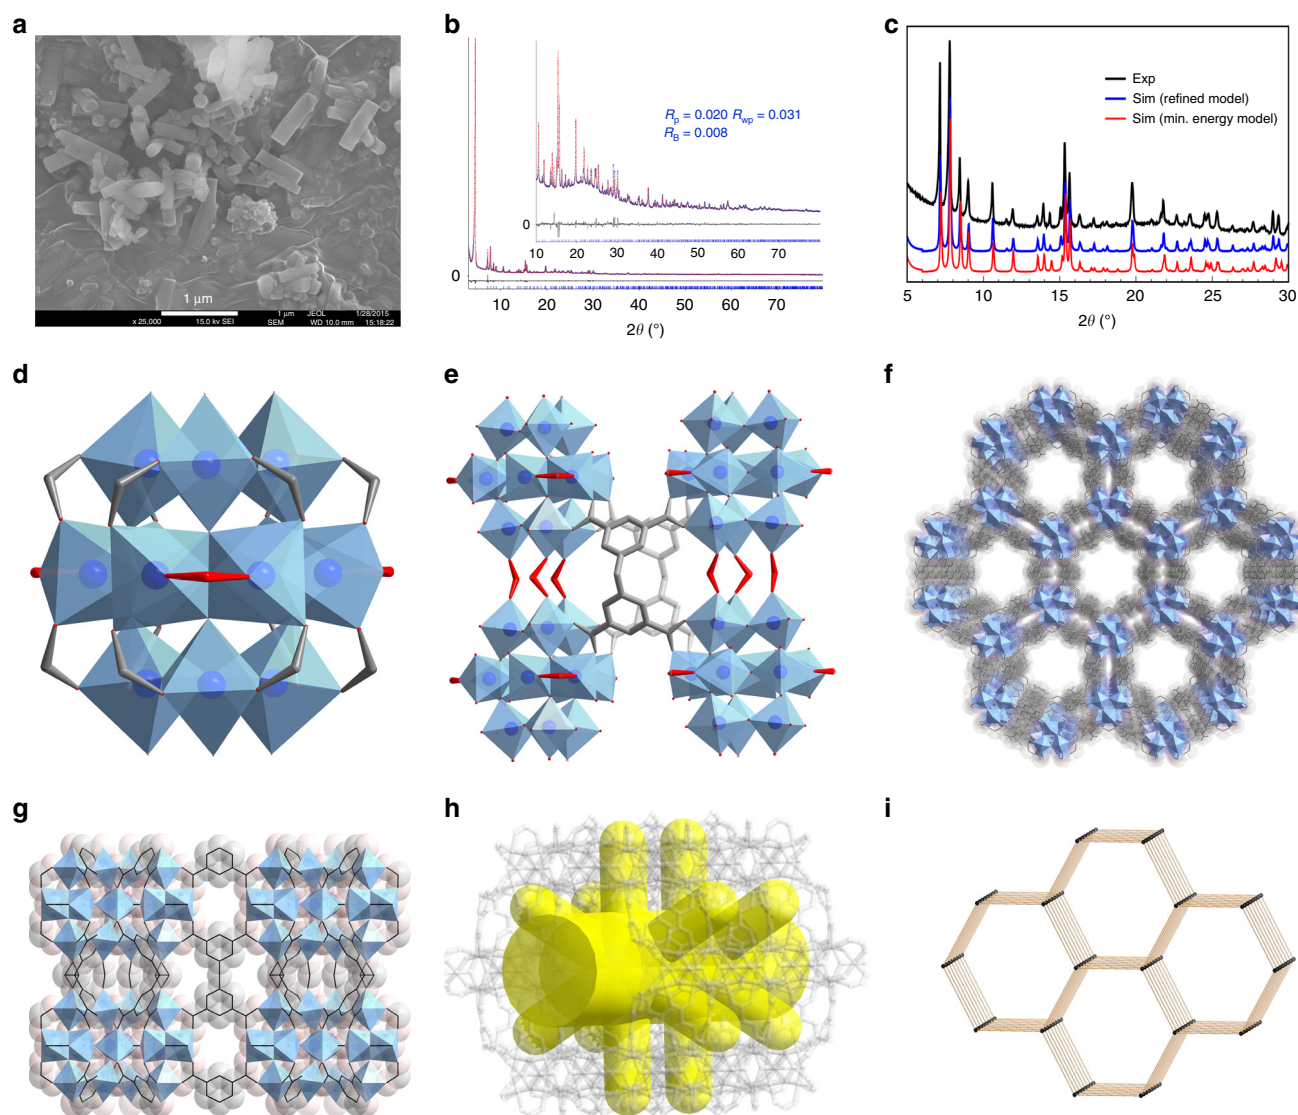 a
1 μm
x 25,000
15.0 kv SEI
1 μm
SEM
JEOL
WD 10.0 mm
1/28/2015
15:18:22
b
R_p = 0.020 R_wp = 0.031
R_B = 0.008
0
10 20 30 40 50 60 70
0
10 20 30 40 50 60 70
2θ (°)
c
Exp
Sim (refined model)
Sim (min. energy model)
5 10 15 20 25 30
2θ (°)
d
e
f
g
h
i